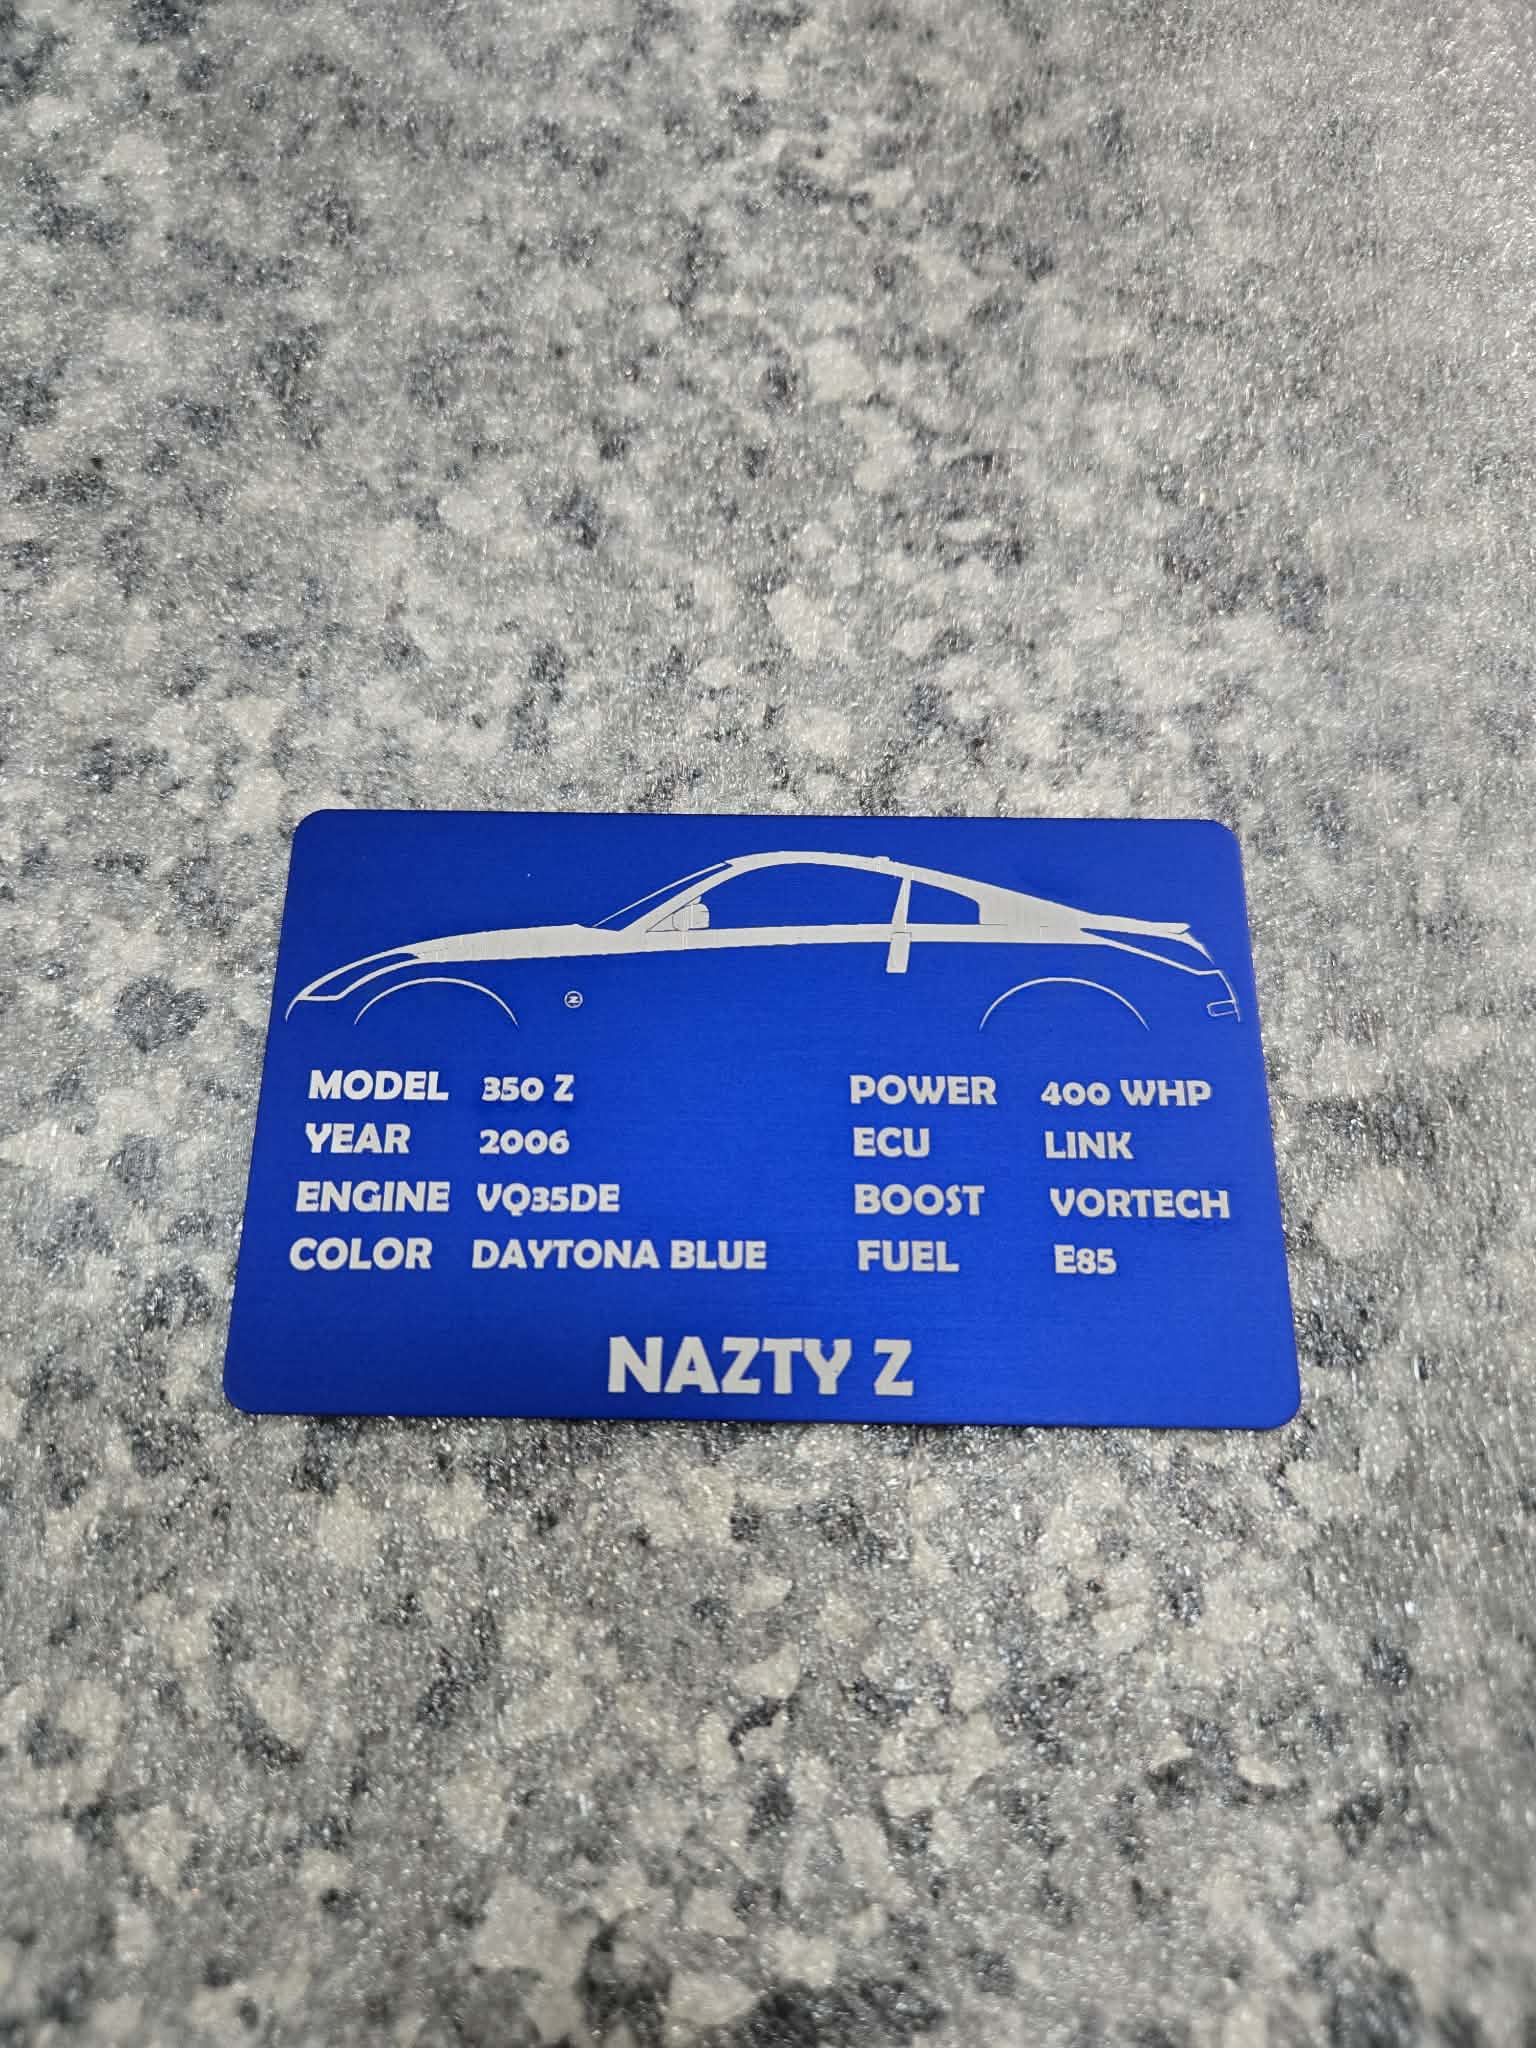 Z
MODEL 350 Z POWER 400 WHP
YEAR 2006 ECU LINK
ENGINE VQ35DE BOOST VORTECH
COLOR DAYTONA BLUE FUEL E85
NAZTY Z